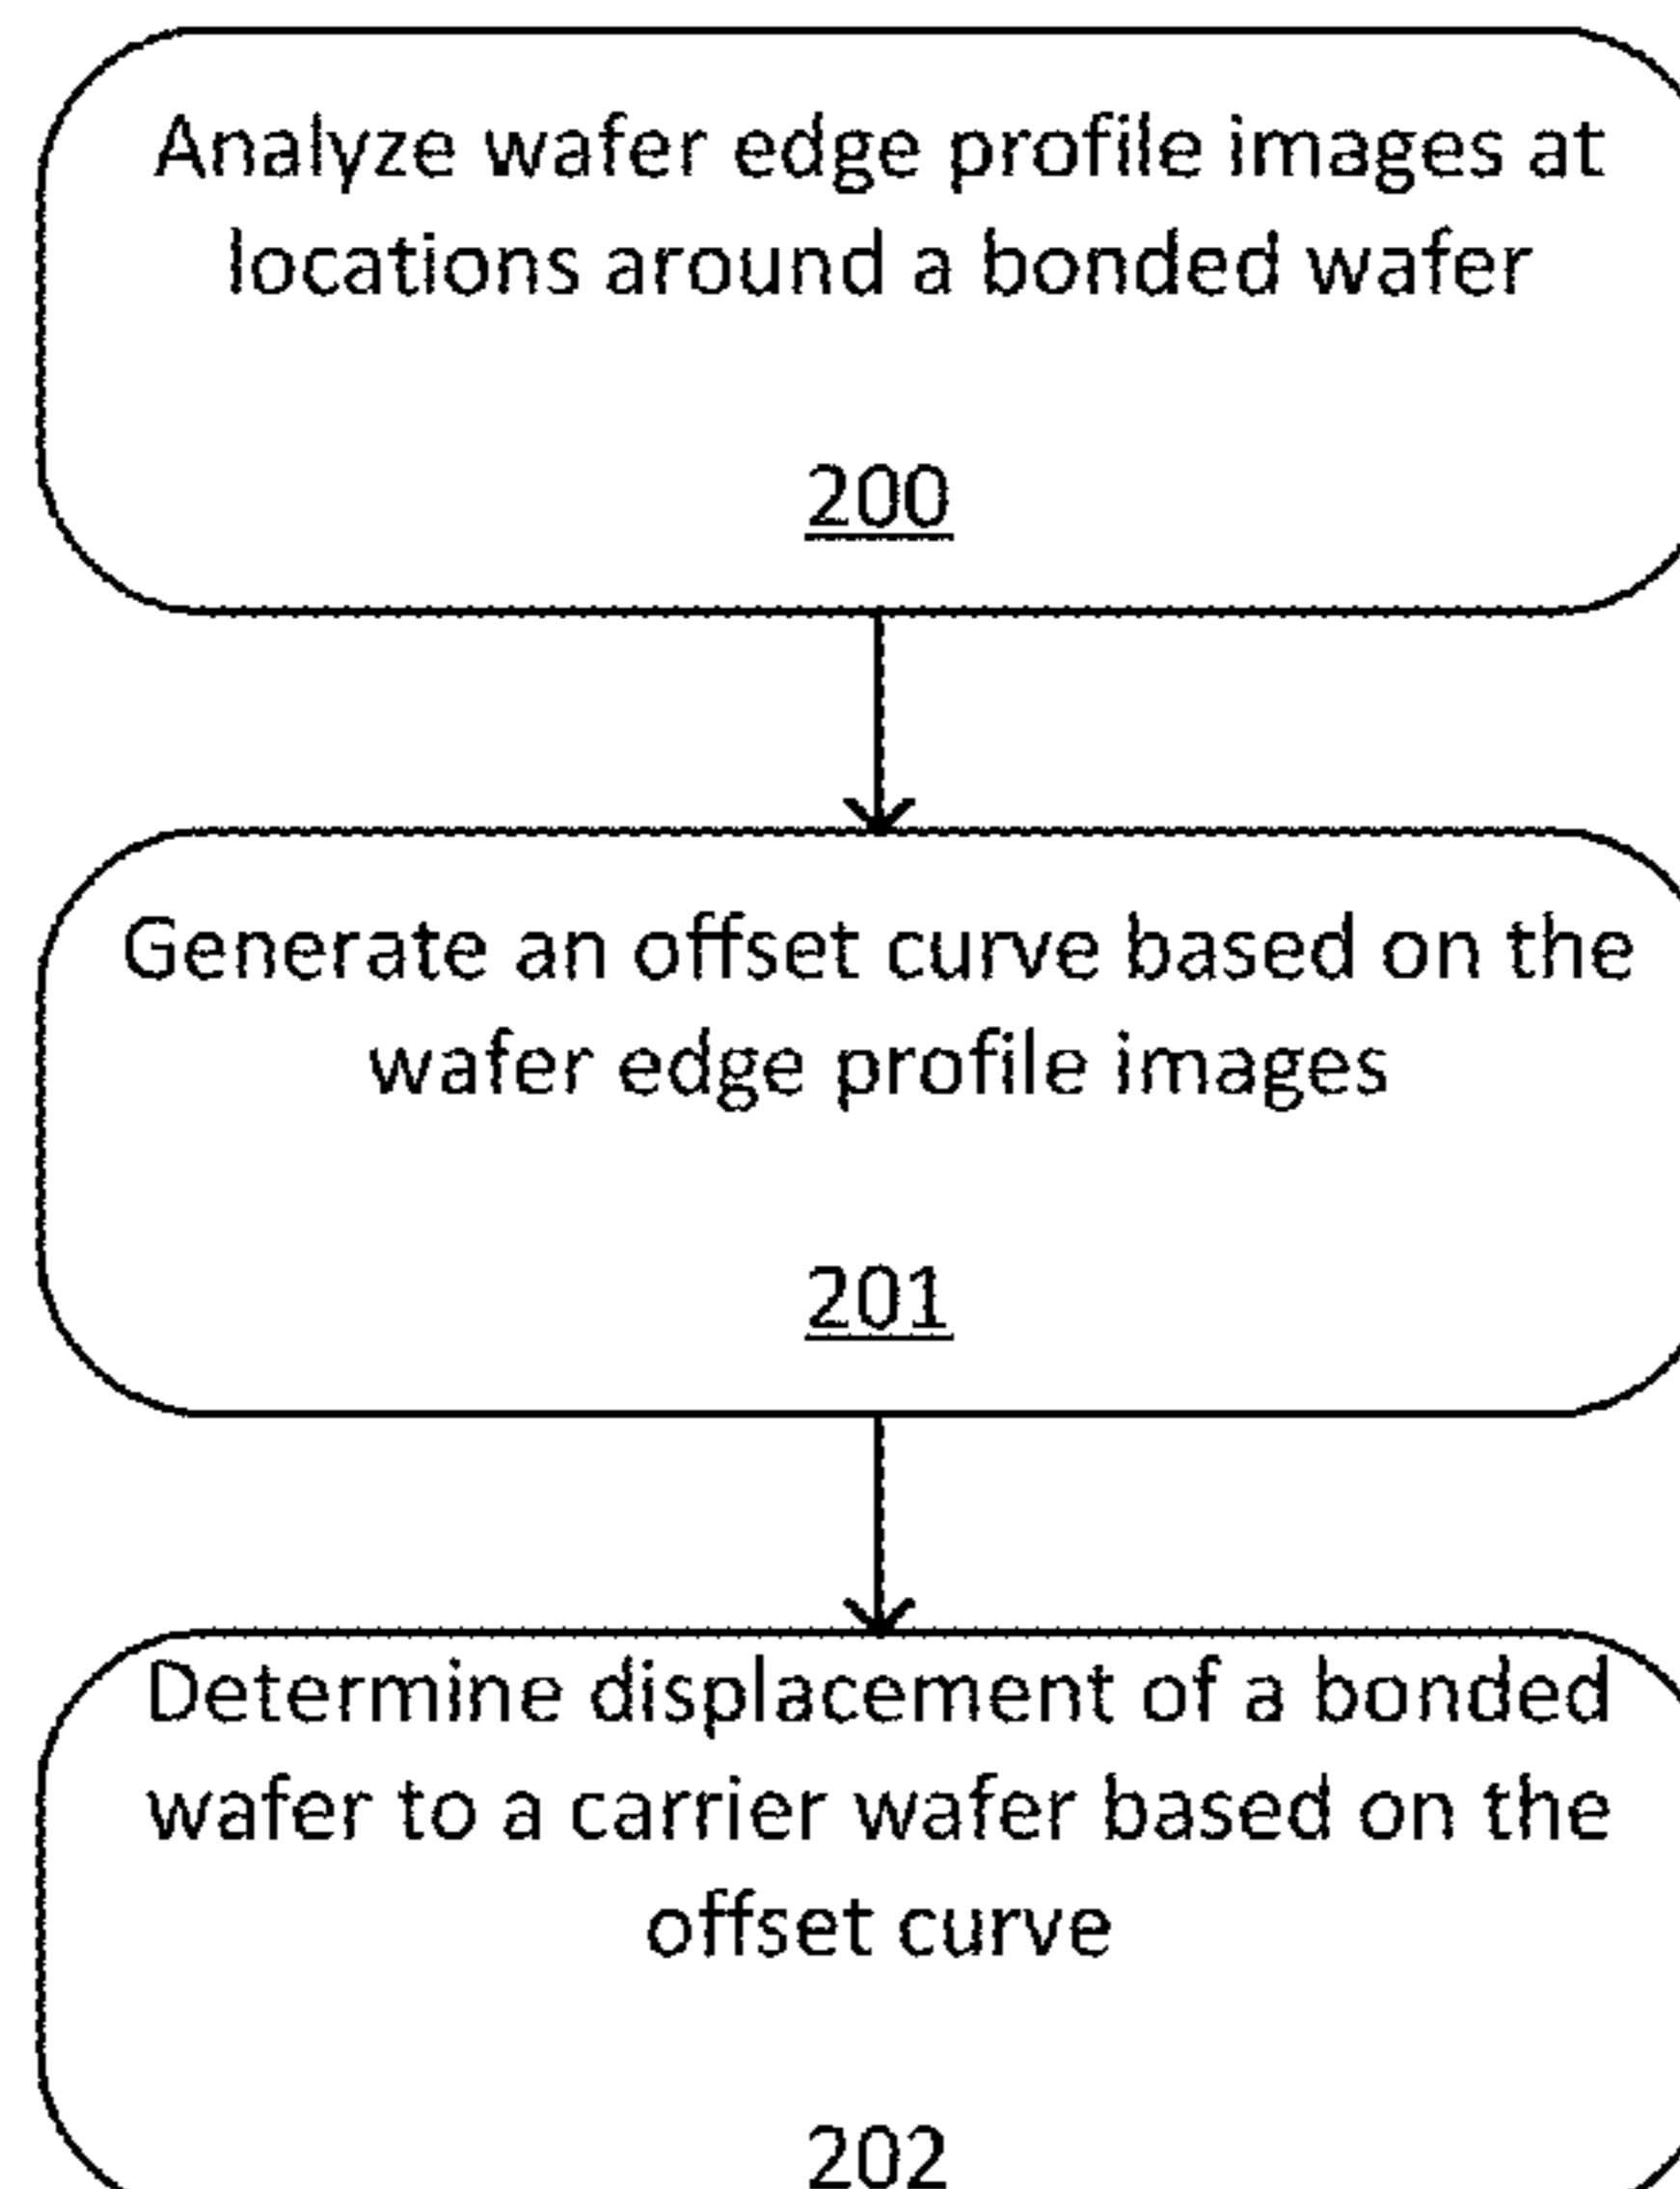 Analyze wafer edge profile images at
locations around a bonded wafer
200
Generate an offset curve based on the
wafer edge profile images
201
Determine displacement of a bonded
wafer to a carrier wafer based on the
offset curve
202